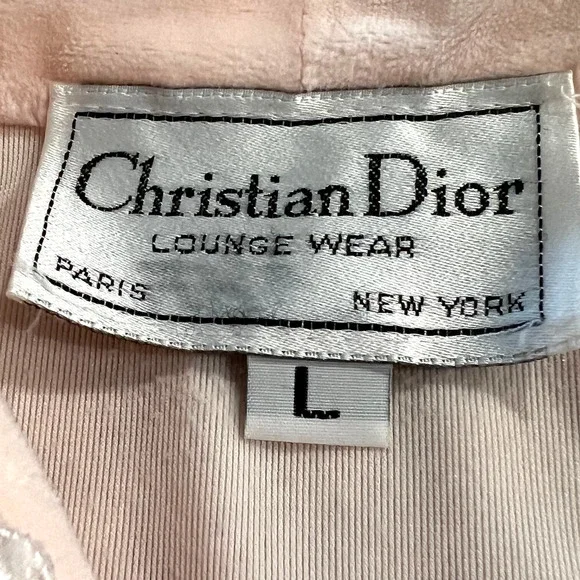 Christian Dior
LOUNGE WEAR
PARIS
NEW YORK
L